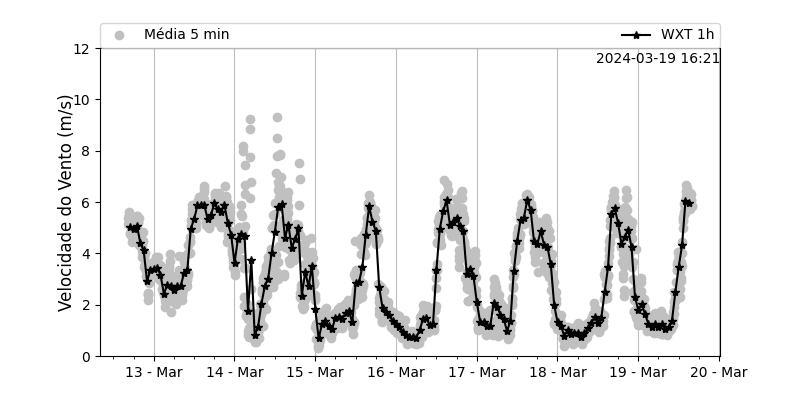 Média 5 min WXT 1h
2024-03-19 16:21
Velocidade do Vento (m/s)
12
10
8
6
4
2
0
13 - Mar 14 - Mar 15 - Mar 16 - Mar 17 - Mar 18 - Mar 19 - Mar 20 - Mar